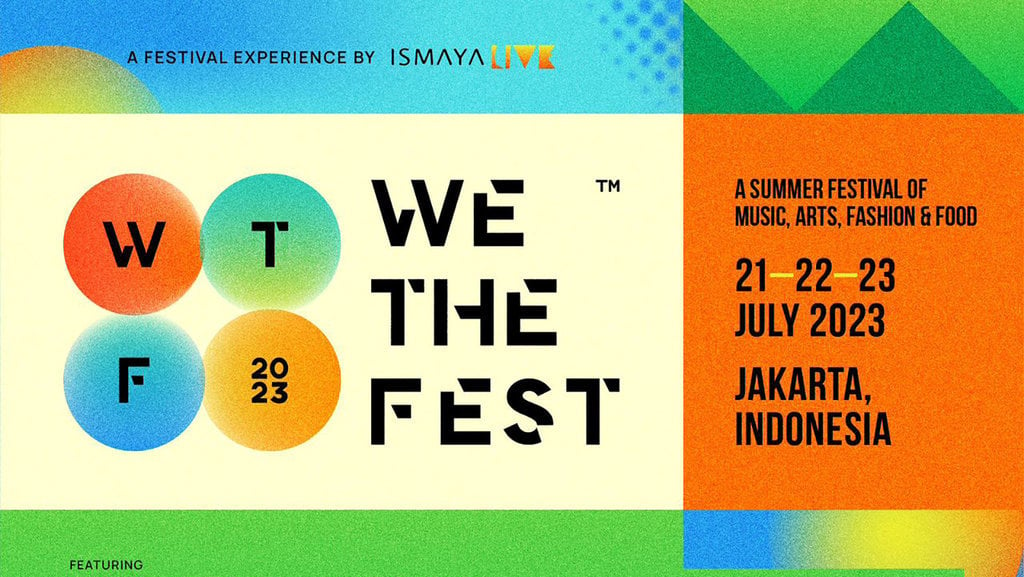 A FESTIVAL EXPERIENCE BY ISMAYA LIVE
W T
F 2023
WE ™
THE
FEST
A SUMMER FESTIVAL OF
MUSIC, ARTS, FASHION & FOOD
21—22—23
JULY 2023
JAKARTA,
INDONESIA
FEATURING